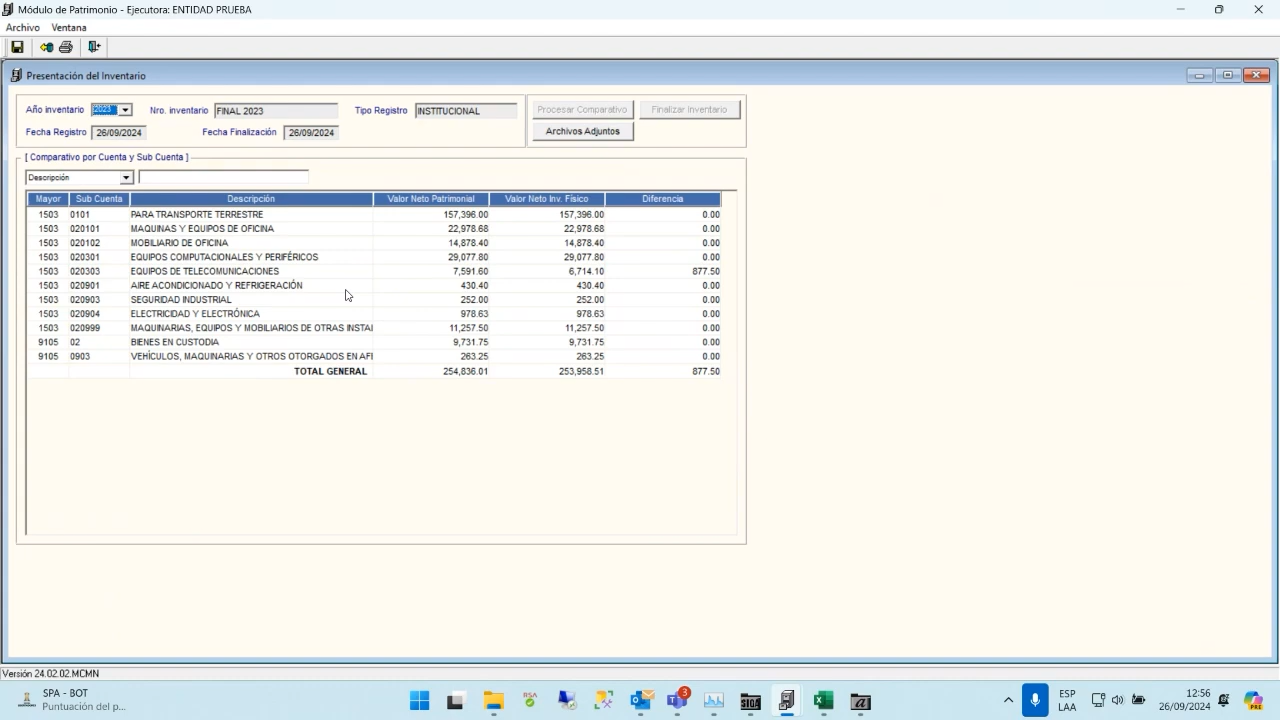 Módulo de Patrimonio - Ejecutora: ENTIDAD PRUEBA
Archivo Ventana
Presentación del Inventario
Año inventario 2023 Nro. inventario FINAL 2023 Tipo Registro INSTITUCIONAL Procesar Comparativo Finalizar Inventario
Fecha Registro 26/09/2024 Fecha Finalización 26/09/2024 Archivos Adjuntos
[ Comparativo por Cuenta y Sub Cuenta ]
Descripción
Mayor Sub Cuenta Descripción Valor Neto Patrimonial Valor Neto Inv. Físico Diferencia
1503 0101 PARA TRANSPORTE TERRESTRE 157,396.00 157,396.00 0.00
1503 020101 MAQUINAS Y EQUIPOS DE OFICINA 22,978.68 22,978.68 0.00
1503 020102 MOBILIARIO DE OFICINA 14,878.40 14,878.40 0.00
1503 020301 EQUIPOS COMPUTACIONALES Y PERIFÉRICOS 29,077.80 29,077.80 0.00
1503 020303 EQUIPOS DE TELECOMUNICACIONES 7,591.60 6,714.10 877.50
1503 020901 AIRE ACONDICIONADO Y REFRIGERACIÓN 430.40 430.40 0.00
1503 020903 SEGURIDAD INDUSTRIAL 252.00 252.00 0.00
1503 020904 ELECTRICIDAD Y ELECTRÓNICA 978.63 978.63 0.00
1503 020999 MAQUINARIAS, EQUIPOS Y MOBILIARIOS DE OTRAS INSTAI 11,257.50 11,257.50 0.00
9105 02 BIENES EN CUSTODIA 9,731.75 9,731.75 0.00
9105 0903 VEHÍCULOS, MAQUINARIAS Y OTROS OTORGADOS EN AFI 263.25 263.25 0.00
TOTAL GENERAL 254,836.01 253,958.51 877.50
Versión 24.02.02.MCMN
SPA - BOT
Puntuación del p...
RSA
SIGA
a
3
ESP
LAA
12:56
26/09/2024
PRE